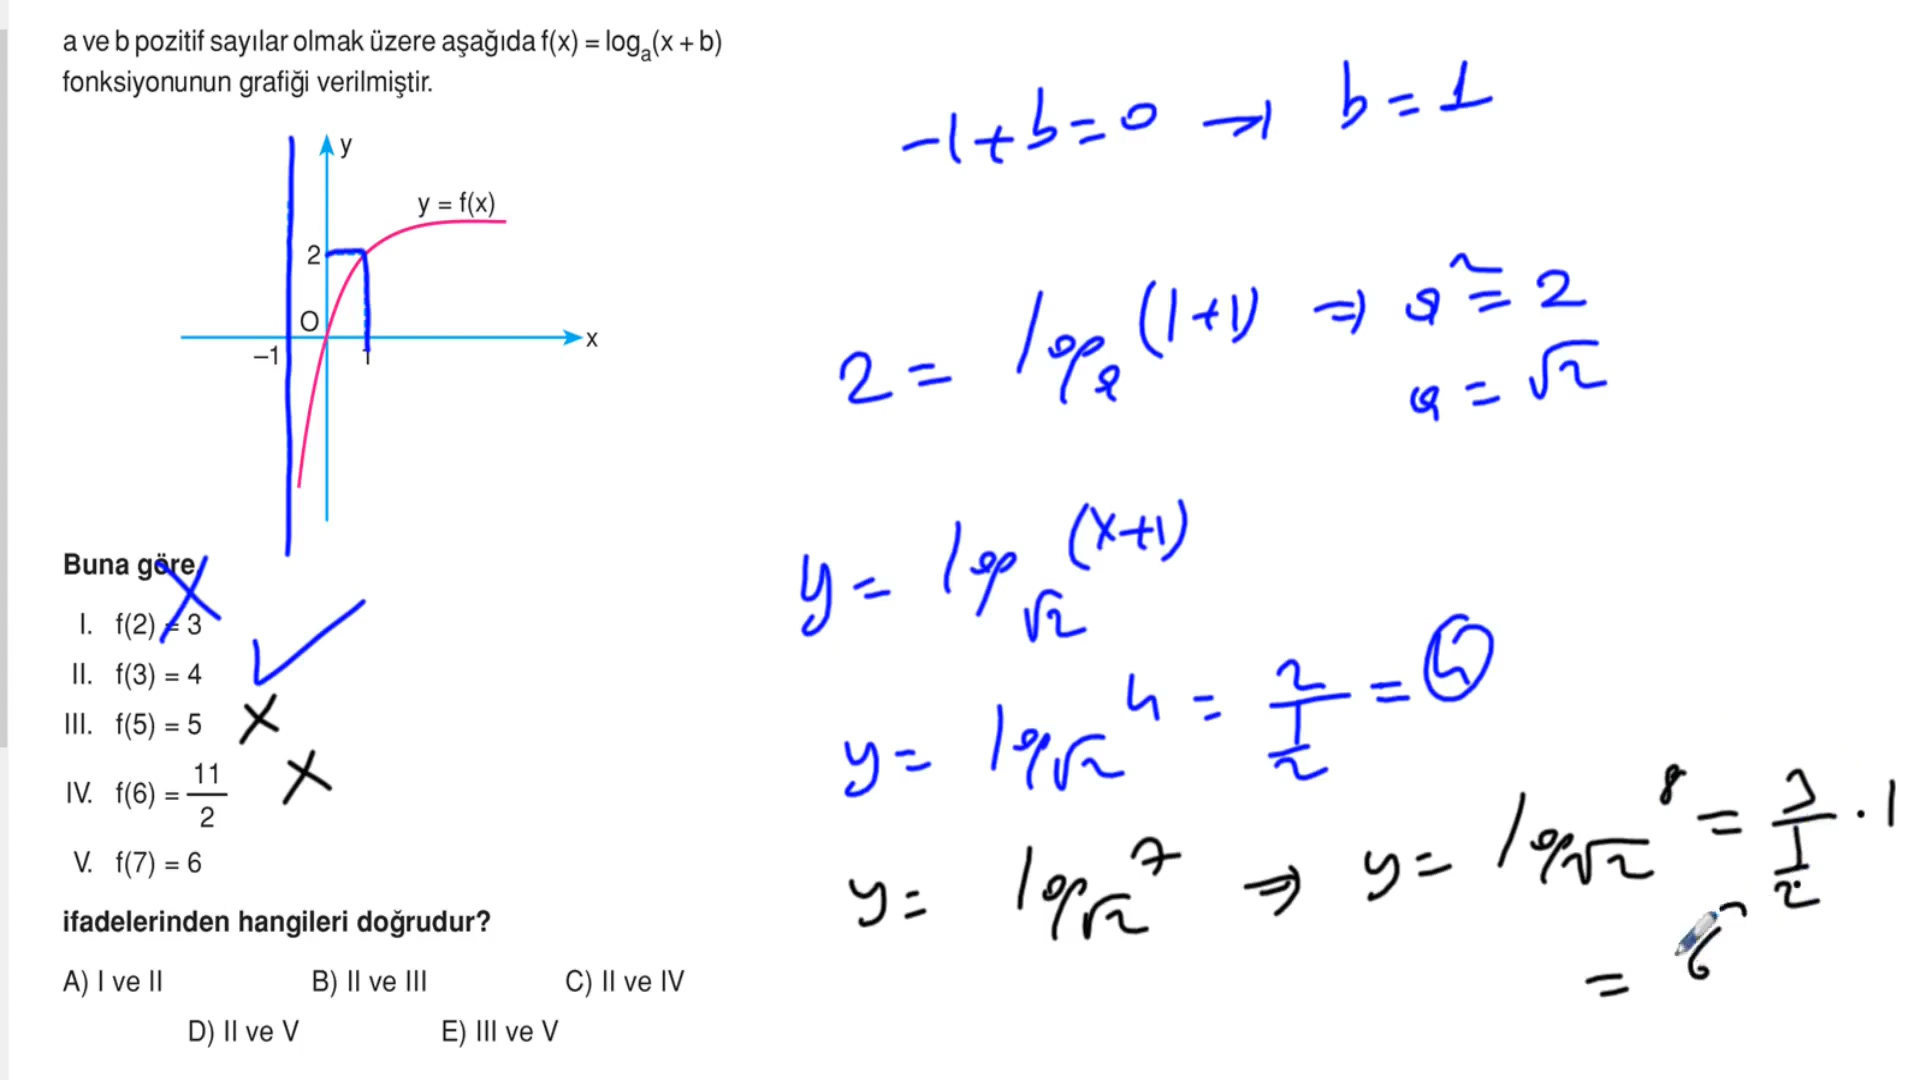 a ve b pozitif sayılar olmak üzere aşağıda f(x) = logₐ(x + b)
fonksiyonunun grafiği verilmiştir.
y
y = f(x)
2
O
x
–1
1
Buna göre,
I. f(2) = 3
II. f(3) = 4
III. f(5) = 5
IV. f(6) = 11/2
V. f(7) = 6
ifadelerinden hangileri doğrudur?
A) I ve II
B) II ve III
C) II ve IV
D) II ve V
E) III ve V
-1+b=0 → b=1
2 = logₐ(1+1) ⇒ a² = 2
a = √2
y = log√2 (x+1)
y = log√2 4 = 2/(1/2) = 4
y = log√2 7 ⇒ y = log√2 8 = 3/(1/2) · 1
= 6